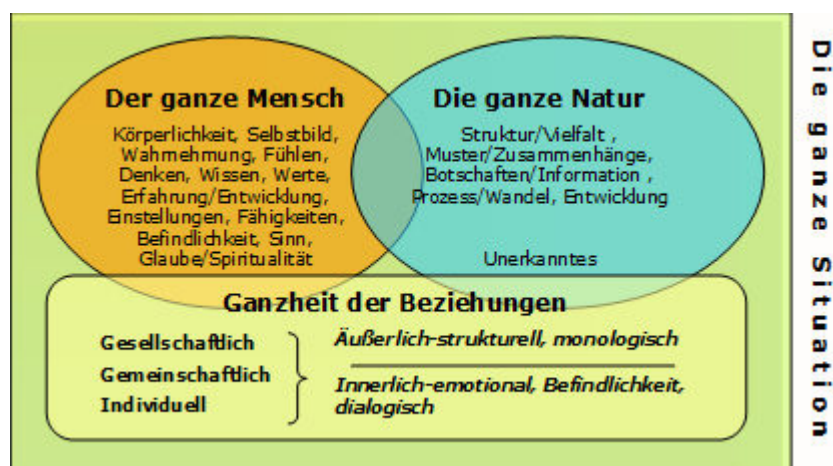 Der ganze Mensch
Körperlichkeit, Selbstbild,
Wahrnehmung, Fühlen,
Denken, Wissen, Werte,
Erfahrung/Entwicklung,
Einstellungen, Fähigkeiten,
Befindlichkeit, Sinn,
Glaube/Spiritualität
Die ganze Natur
Struktur/Vielfalt ,
Muster/Zusammenhänge,
Botschaften/Information ,
Prozess/Wandel, Entwicklung
Unerkanntes
Ganzheit der Beziehungen
Gesellschaftlich
Gemeinschaftlich
Individuell
Äußerlich-strukturell, monologisch
Innerlich-emotional, Befindlichkeit,
dialogisch
Die ganze Situation